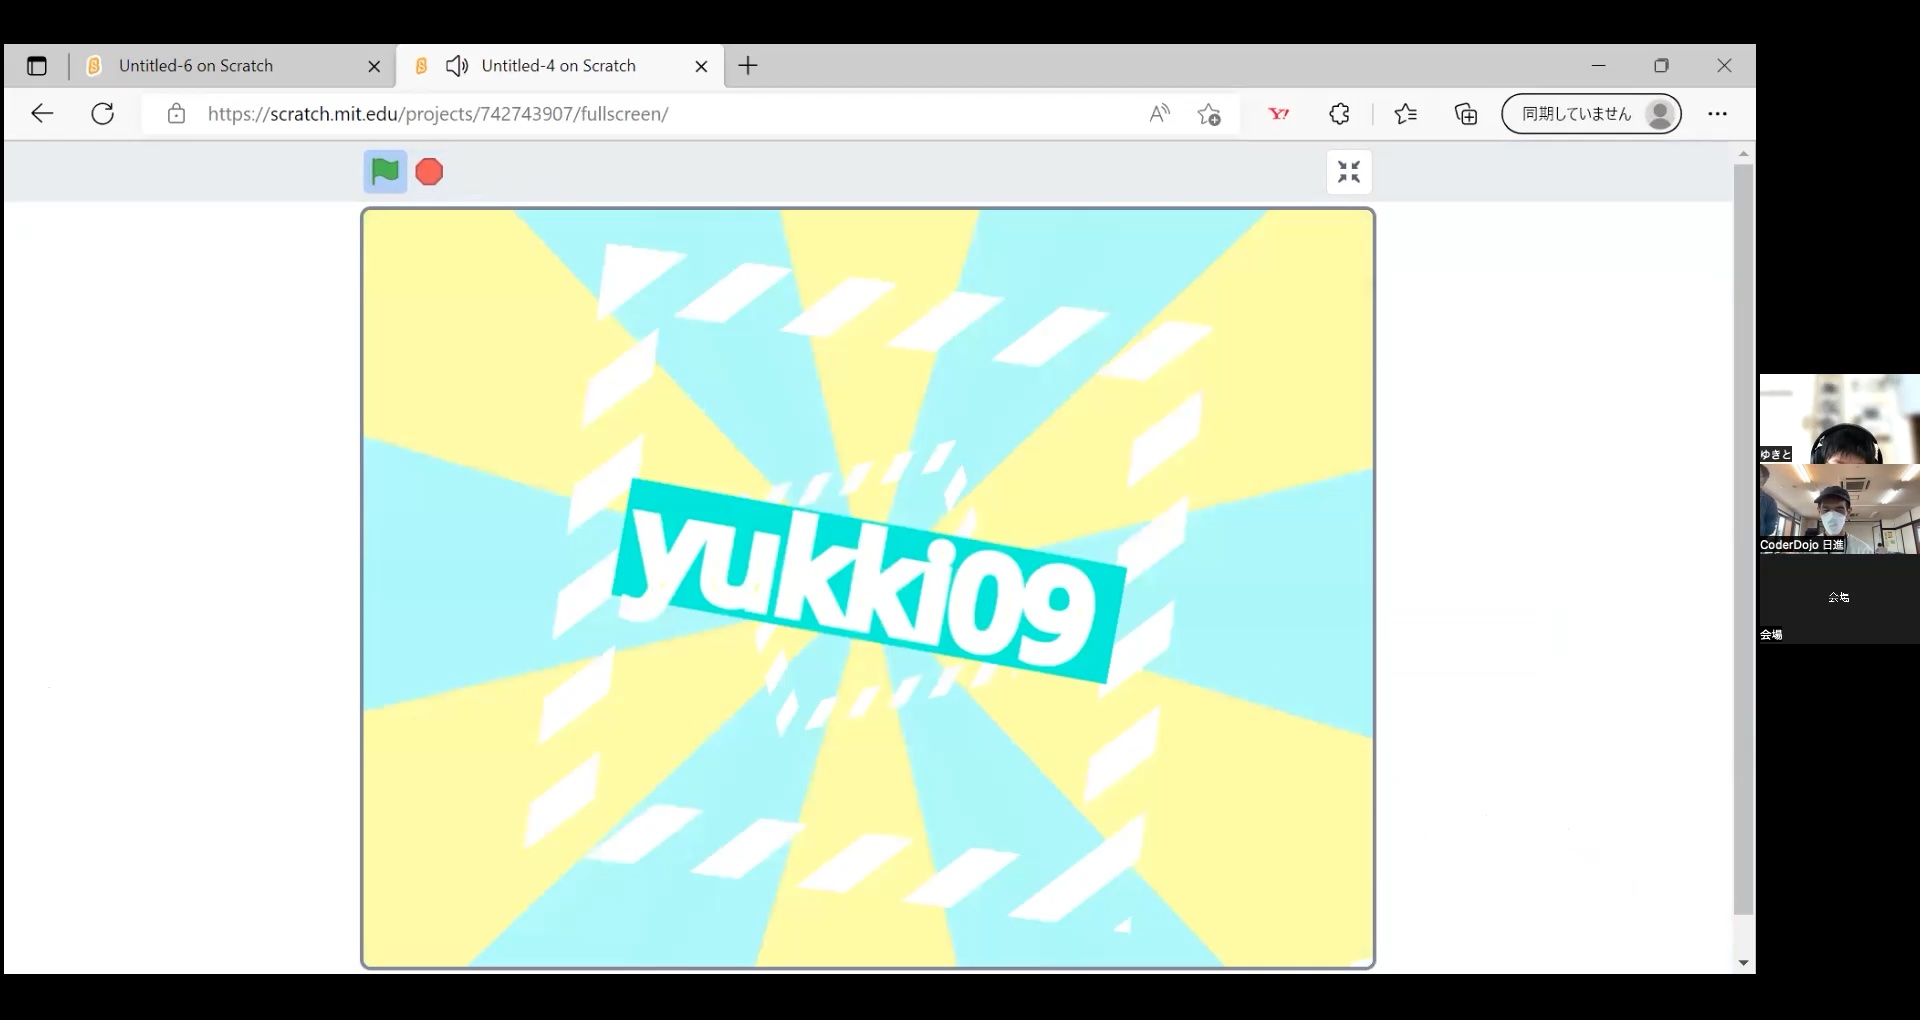 Untitled-6 on Scratch
Untitled-4 on Scratch
https://scratch.mit.edu/projects/742743907/fullscreen/
Y!
同期していません
yukki09
ゆきと
CoderDojo 日進
会場
会場